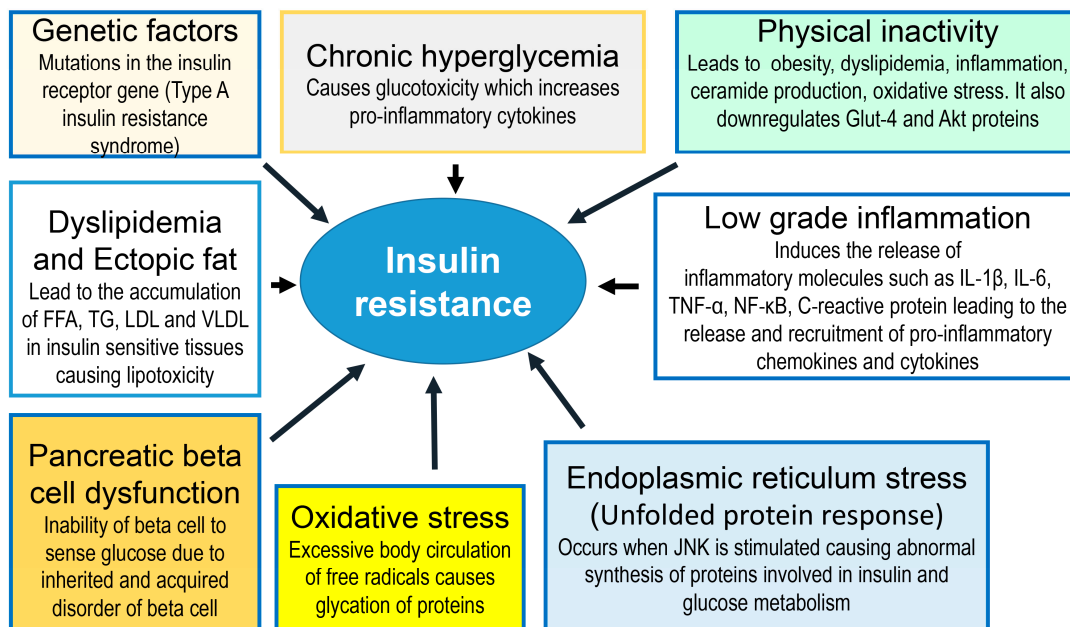 Genetic factors
Mutations in the insulin
receptor gene (Type A
insulin resistance
syndrome)
Chronic hyperglycemia
Causes glucotoxicity which increases
pro-inflammatory cytokines
Physical inactivity
Leads to obesity, dyslipidemia, inflammation,
ceramide production, oxidative stress. It also
downregulates Glut-4 and Akt proteins
Dyslipidemia
and Ectopic fat
Lead to the accumulation
of FFA, TG, LDL and VLDL
in insulin sensitive tissues
causing lipotoxicity
Insulin
resistance
Low grade inflammation
Induces the release of
inflammatory molecules such as IL-1β, IL-6,
TNF-α, NF-κB, C-reactive protein leading to the
release and recruitment of pro-inflammatory
chemokines and cytokines
Pancreatic beta
cell dysfunction
Inability of beta cell to
sense glucose due to
inherited and acquired
disorder of beta cell
Oxidative stress
Excessive body circulation
of free radicals causes
glycation of proteins
Endoplasmic reticulum stress
(Unfolded protein response)
Occurs when JNK is stimulated causing abnormal
synthesis of proteins involved in insulin and
glucose metabolism